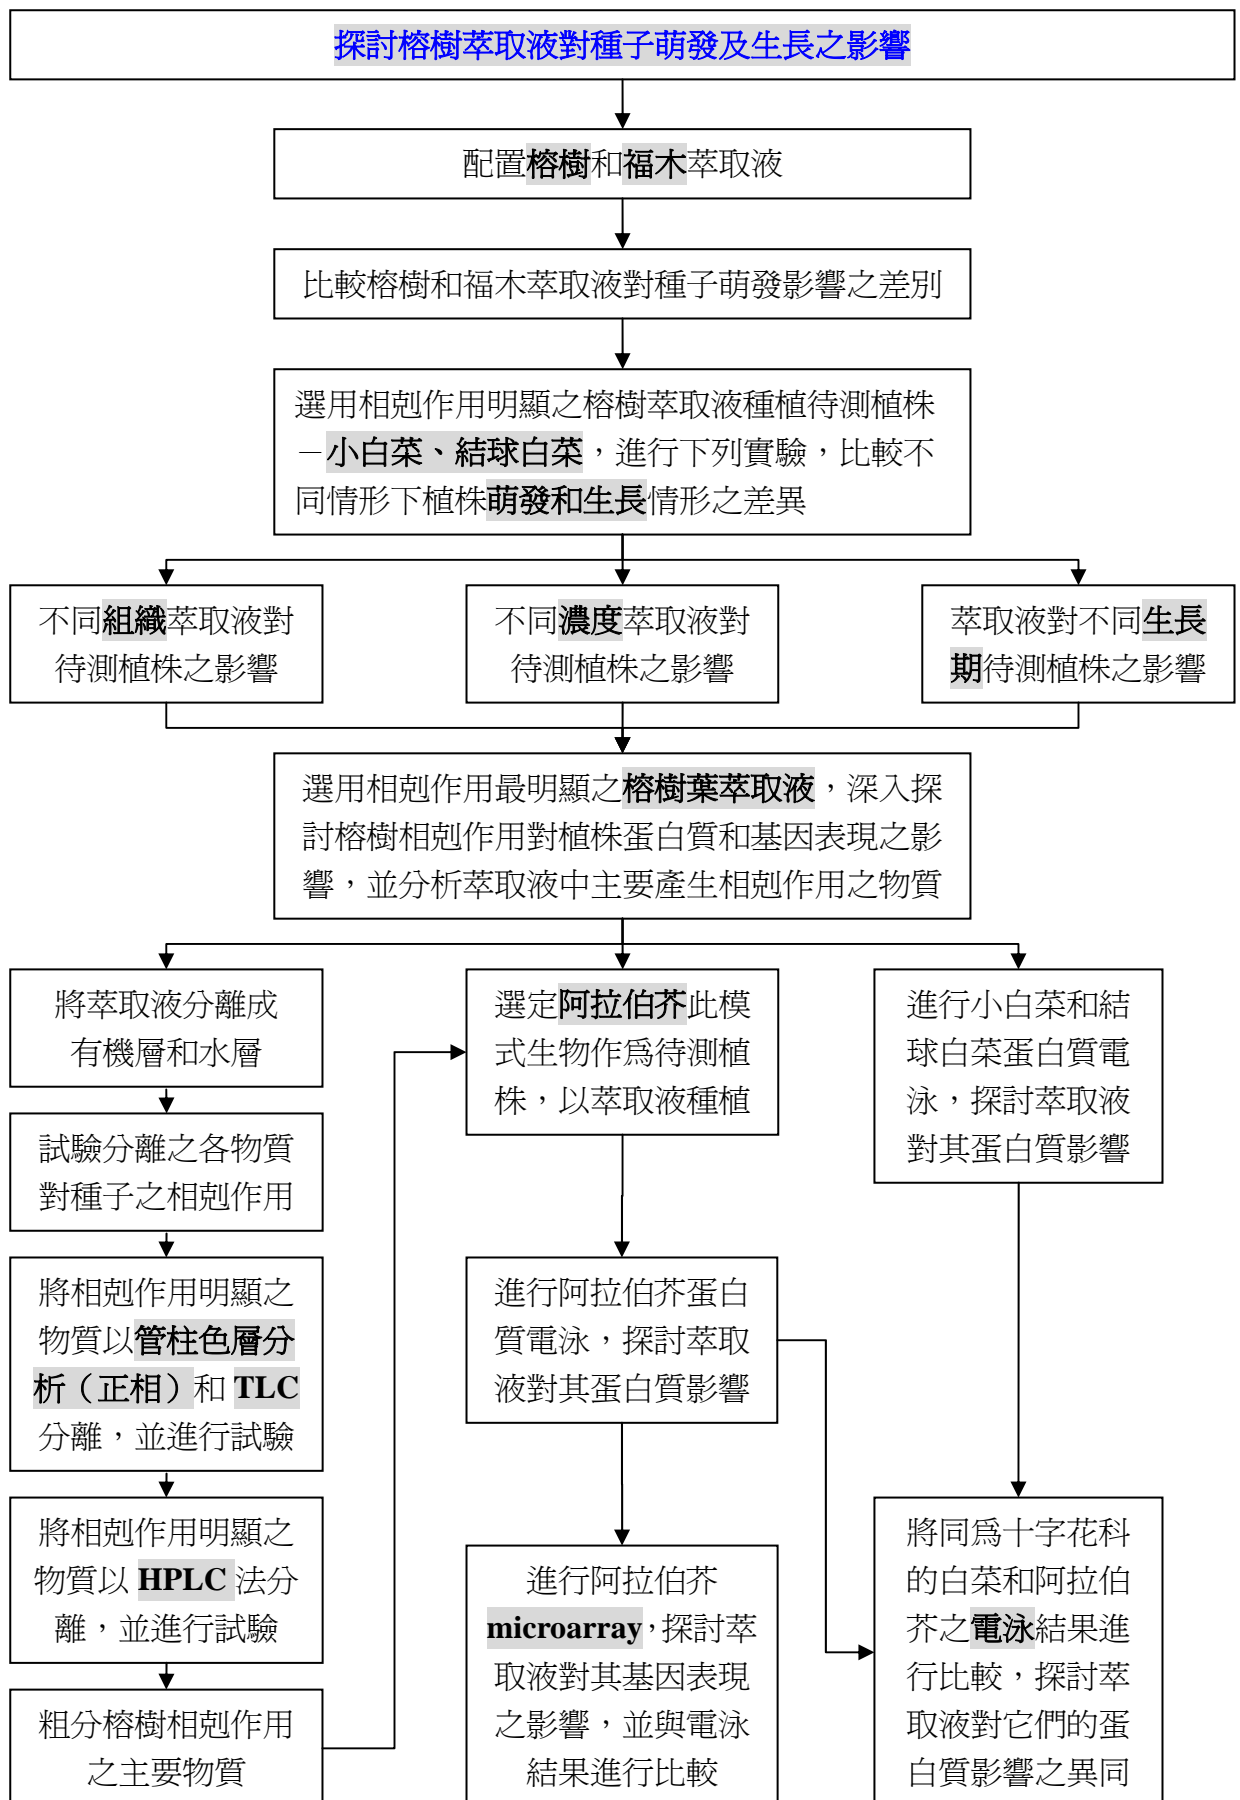 探討榕樹萃取液對種子萌發及生長之影響
配置榕樹和福木萃取液
比較榕樹和福木萃取液對種子萌發影響之差別
選用相剋作用明顯之榕樹萃取液種植待測植株
－小白菜、結球白菜，進行下列實驗，比較不
同情形下植株萌發和生長情形之差異
不同組織萃取液對
待測植株之影響
不同濃度萃取液對
待測植株之影響
萃取液對不同生長
期待測植株之影響
選用相剋作用最明顯之榕樹葉萃取液，深入探
討榕樹相剋作用對植株蛋白質和基因表現之影
響，並分析萃取液中主要產生相剋作用之物質
將萃取液分離成
有機層和水層
試驗分離之各物質
對種子之相剋作用
將相剋作用明顯之
物質以管柱色層分
析（正相）和 TLC
分離，並進行試驗
將相剋作用明顯之
物質以 HPLC 法分
離，並進行試驗
粗分榕樹相剋作用
之主要物質
選定阿拉伯芥此模
式生物作為待測植
株，以萃取液種植
進行阿拉伯芥蛋白
質電泳，探討萃取
液對其蛋白質影響
進行阿拉伯芥
microarray，探討萃
取液對其基因表現
之影響，並與電泳
結果進行比較
進行小白菜和結
球白菜蛋白質電
泳，探討萃取液
對其蛋白質影響
將同為十字花科
的白菜和阿拉伯
芥之電泳結果進
行比較，探討萃
取液對它們的蛋
白質影響之異同